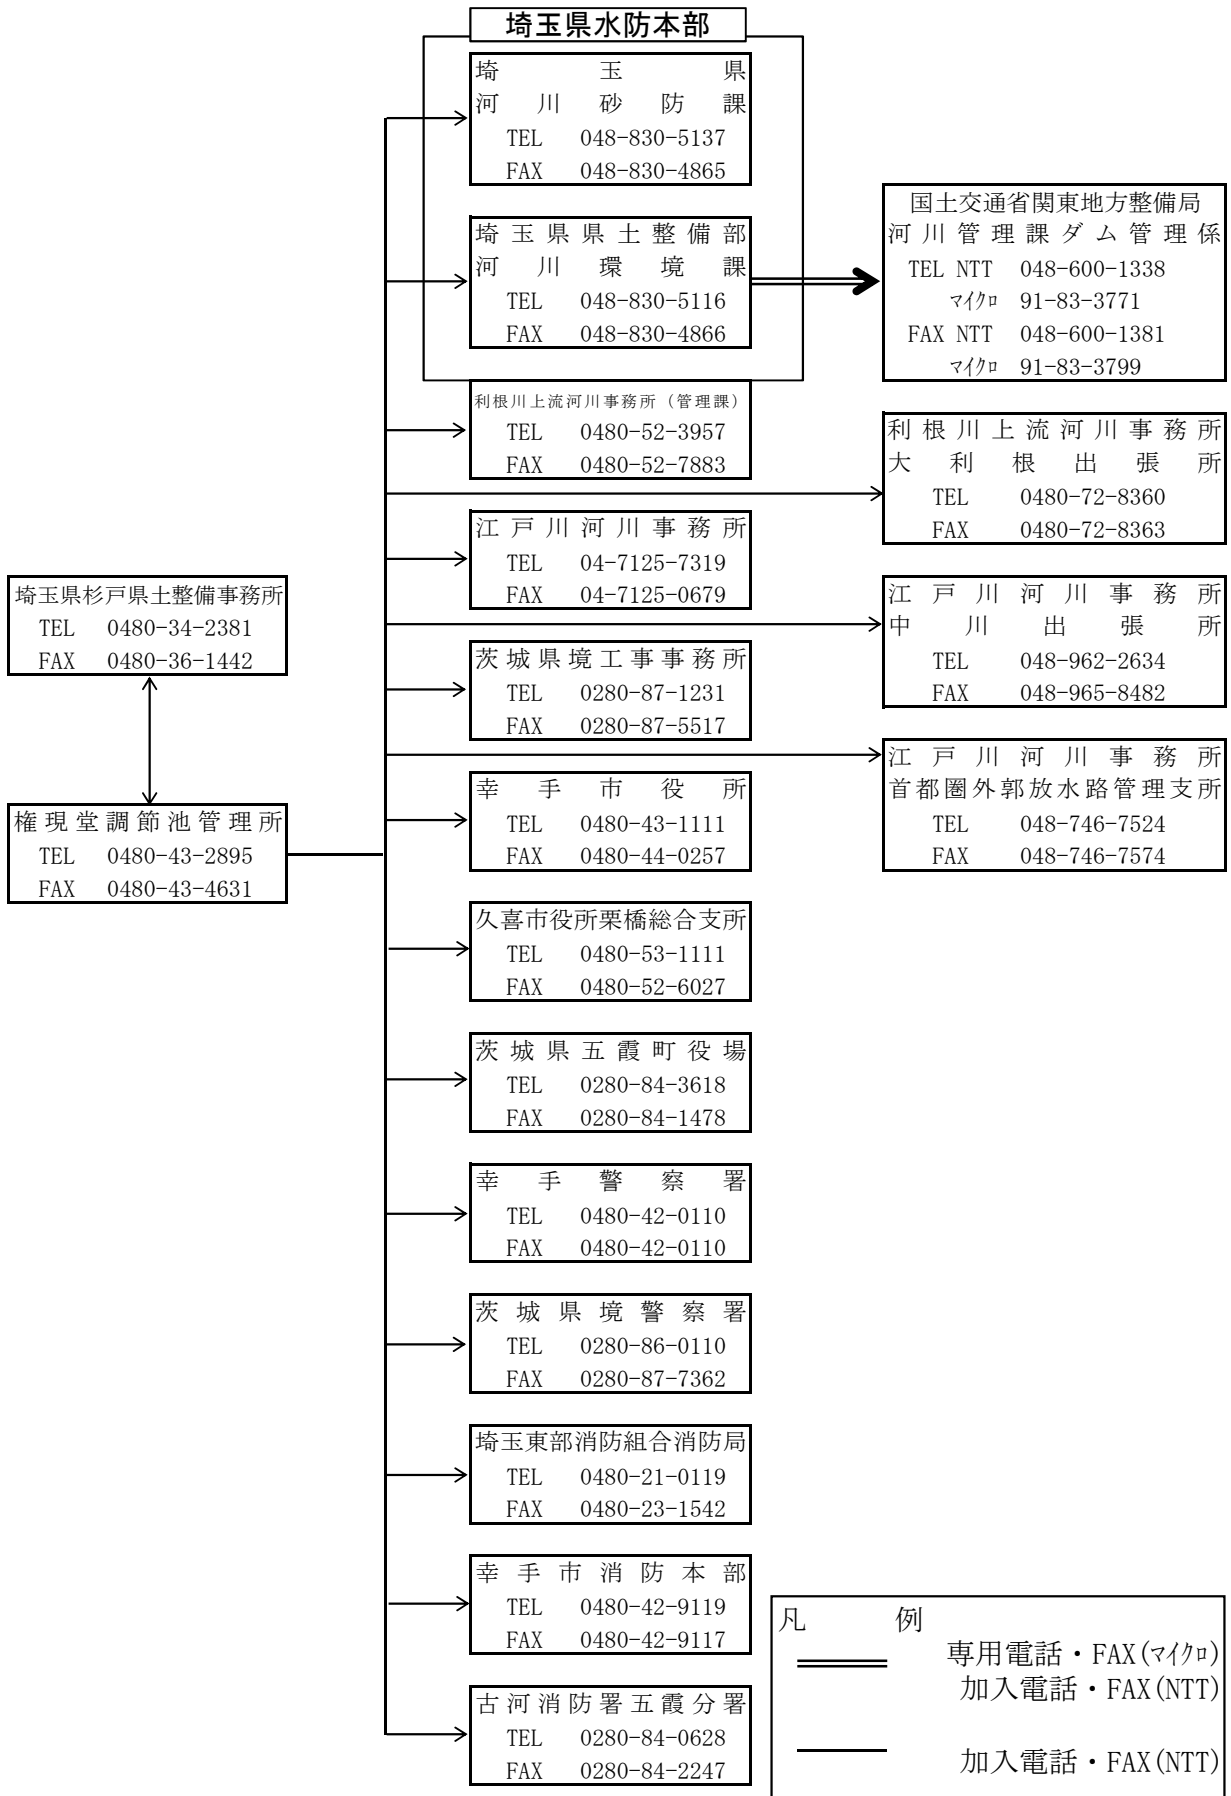 埼玉県水防本部
埼玉県
河川砂防課
TEL 048-830-5137
FAX 048-830-4865
埼玉県県土整備部
河川環境課
TEL 048-830-5116
FAX 048-830-4866
国土交通省関東地方整備局
河川管理課ダム管理係
TEL NTT 048-600-1338
マイクロ 91-83-3771
FAX NTT 048-600-1381
マイクロ 91-83-3799
利根川上流河川事務所（管理課）
TEL 0480-52-3957
FAX 0480-52-7883
利根川上流河川事務所
大利根出張所
TEL 0480-72-8360
FAX 0480-72-8363
江戸川河川事務所
TEL 04-7125-7319
FAX 04-7125-0679
埼玉県杉戸県土整備事務所
TEL 0480-34-2381
FAX 0480-36-1442
江戸川河川事務所
中川出張所
TEL 048-962-2634
FAX 048-965-8482
茨城県境工事事務所
TEL 0280-87-1231
FAX 0280-87-5517
江戸川河川事務所
首都圏外郭放水路管理支所
TEL 048-746-7524
FAX 048-746-7574
権現堂調節池管理所
TEL 0480-43-2895
FAX 0480-43-4631
幸手市役所
TEL 0480-43-1111
FAX 0480-44-0257
久喜市役所栗橋総合支所
TEL 0480-53-1111
FAX 0480-52-6027
茨城県五霞町役場
TEL 0280-84-3618
FAX 0280-84-1478
幸手警察署
TEL 0480-42-0110
FAX 0480-42-0110
茨城県境警察署
TEL 0280-86-0110
FAX 0280-87-7362
埼玉東部消防組合消防局
TEL 0480-21-0119
FAX 0480-23-1542
幸手市消防本部
TEL 0480-42-9119
FAX 0480-42-9117
古河消防署五霞分署
TEL 0280-84-0628
FAX 0280-84-2247
凡例
専用電話・FAX(マイクロ)
加入電話・FAX(NTT)
加入電話・FAX(NTT)